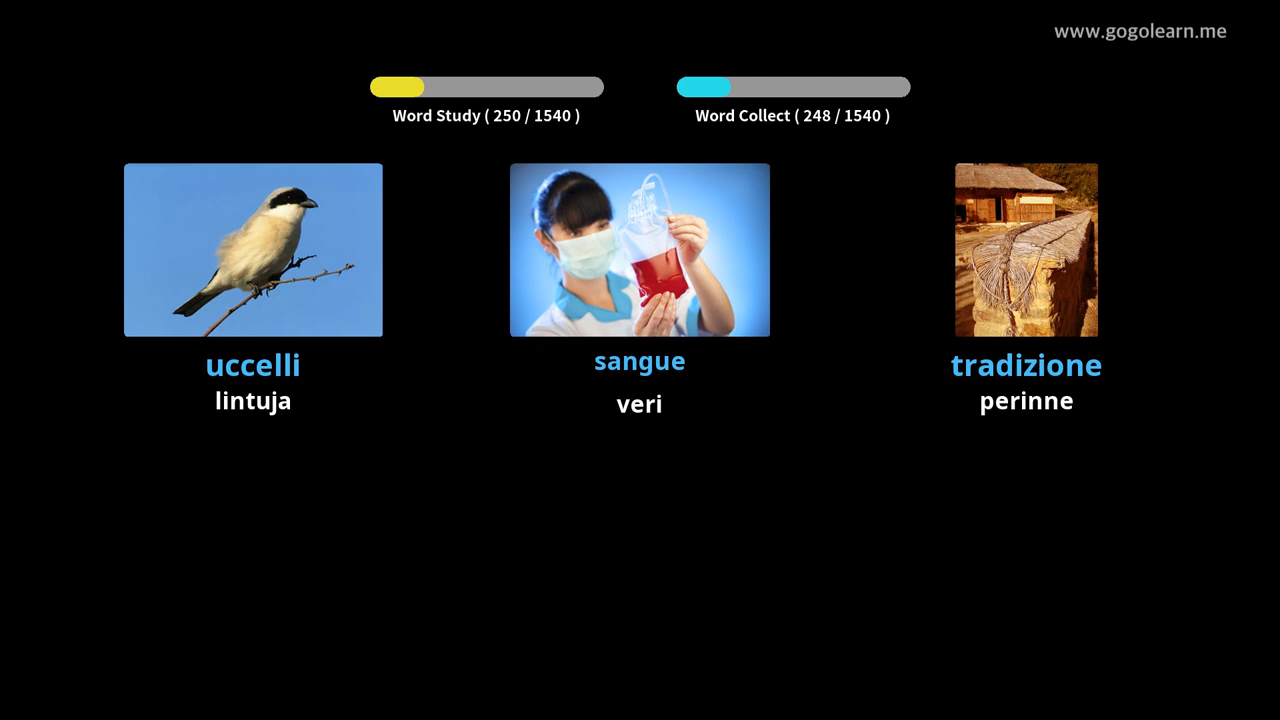 www.gogolearn.me
Word Study ( 250 / 1540 )
Word Collect ( 248 / 1540 )
uccelli
lintuja
sangue
veri
tradizione
perinne